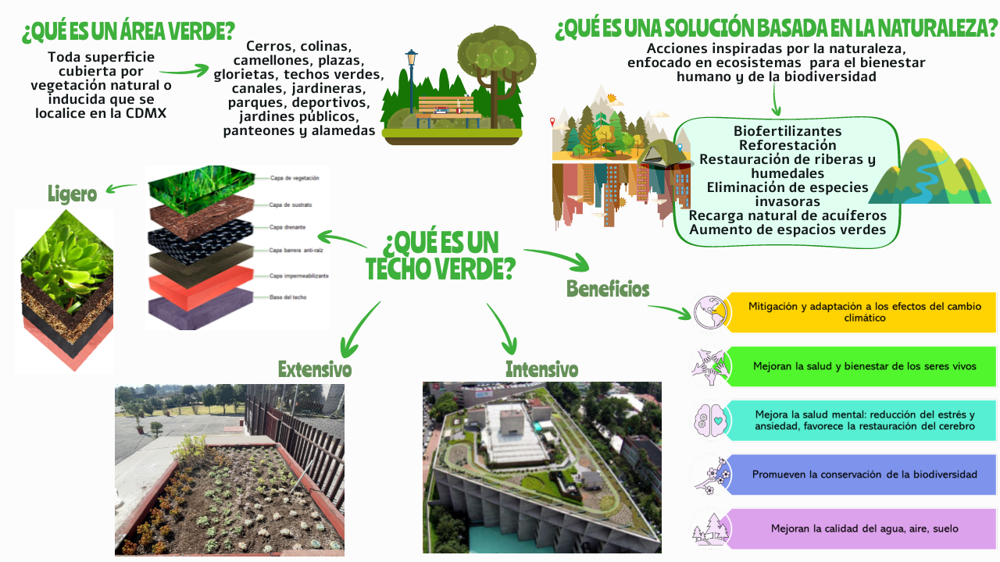 ¿QUÉ ES UN ÁREA VERDE?
Toda superficie
cubierta por
vegetación natural o
inducida que se
localice en la CDMX
Cerros, colinas,
camellones, plazas,
glorietas, techos verdes,
canales, jardineras,
parques, deportivos,
jardines públicos,
panteones y alamedas
¿QUÉ ES UNA SOLUCIÓN BASADA EN LA NATURALEZA?
Acciones inspiradas por la naturaleza,
enfocado en ecosistemas para el bienestar
humano y de la biodiversidad
Biofertilizantes
Reforestación
Restauración de riberas y
humedales
Eliminación de especies
invasoras
Recarga natural de acuíferos
Aumento de espacios verdes
Ligero
Capa de vegetación
Capa de sustrato
Capa drenante
Capa barrera anti-raíz
Capa impermeabilizante
Base del techo
¿QUÉ ES UN
TECHO VERDE?
Beneficios
Extensivo
Intensivo
Mitigación y adaptación a los efectos del cambio
climático
Mejoran la salud y bienestar de los seres vivos
Mejora la salud mental: reducción del estrés y
ansiedad, favorece la restauración del cerebro
Promueven la conservación de la biodiversidad
Mejoran la calidad del agua, aire, suelo